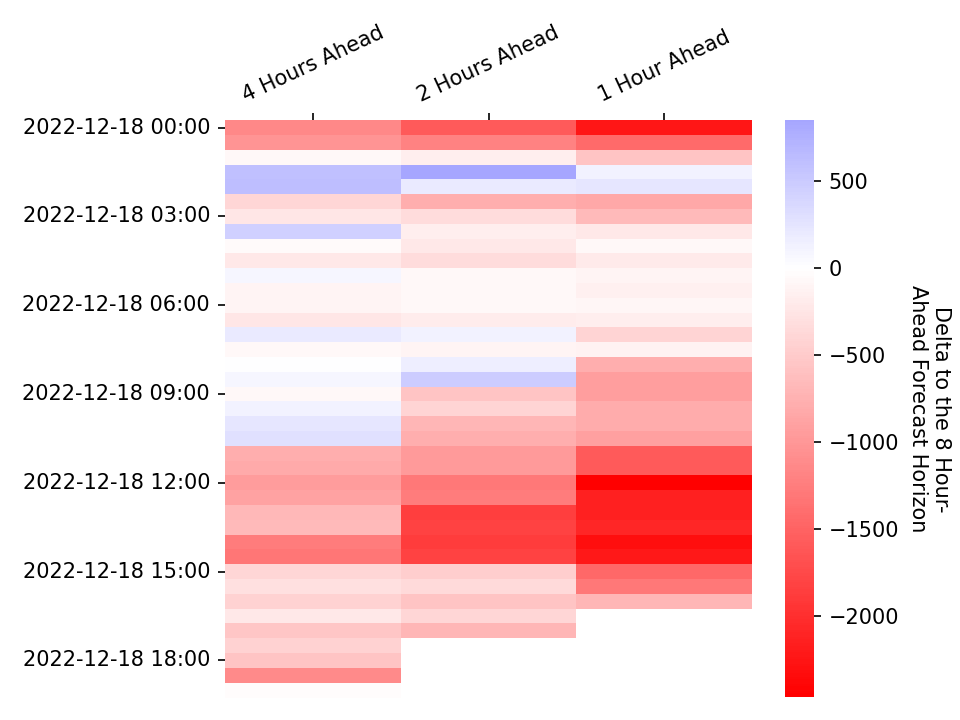 4 Hours Ahead
2 Hours Ahead
1 Hour Ahead
2022-12-18 00:00
2022-12-18 03:00
2022-12-18 06:00
2022-12-18 09:00
2022-12-18 12:00
2022-12-18 15:00
2022-12-18 18:00
500
0
−500
−1000
−1500
−2000
Delta to the 8 Hour-
Ahead Forecast Horizon